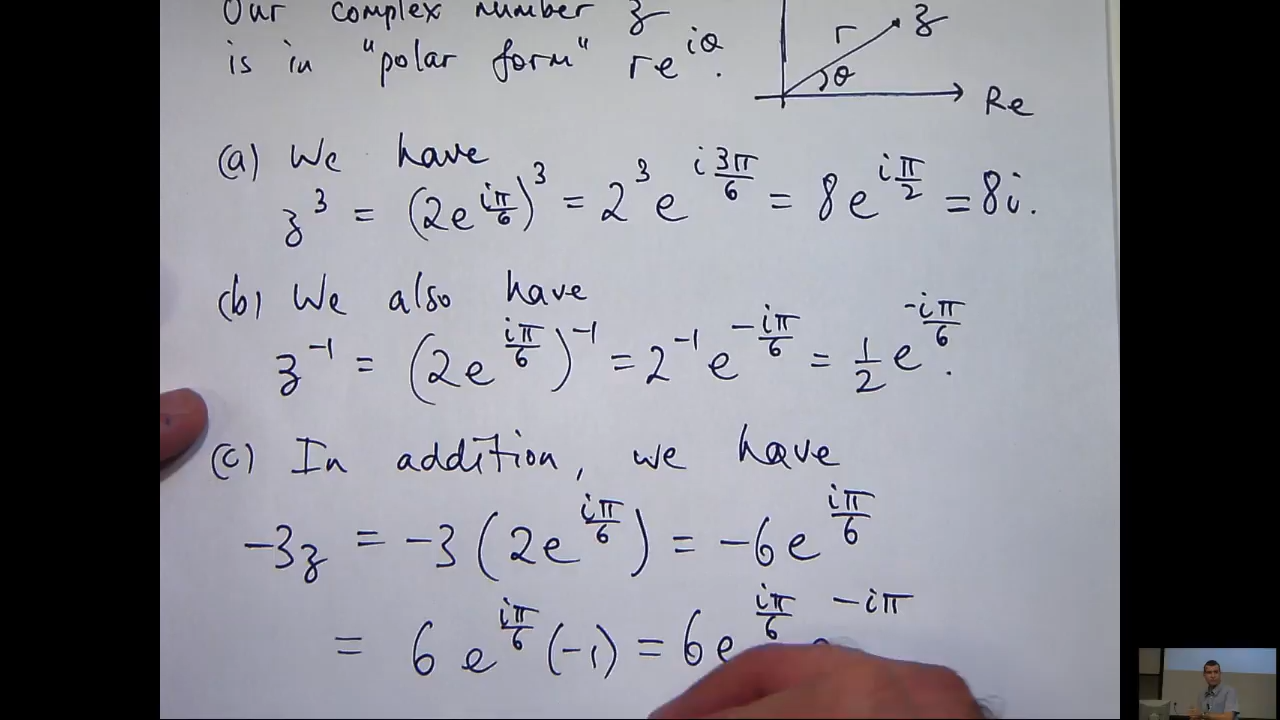 Our complex number z
is in "polar form" re^{iθ}.
r z
θ
Re
(a) We have
z^3 = (2e^{iπ/6})^3 = 2^3 e^{i3π/6} = 8e^{iπ/2} = 8i.
(b) We also have
z^{-1} = (2e^{iπ/6})^{-1} = 2^{-1} e^{-iπ/6} = 1/2 e^{-iπ/6}.
(c) In addition, we have
-3z = -3(2e^{iπ/6}) = -6e^{iπ/6}
= 6e^{iπ/6}(-1) = 6e^{iπ/6} e^{-iπ}